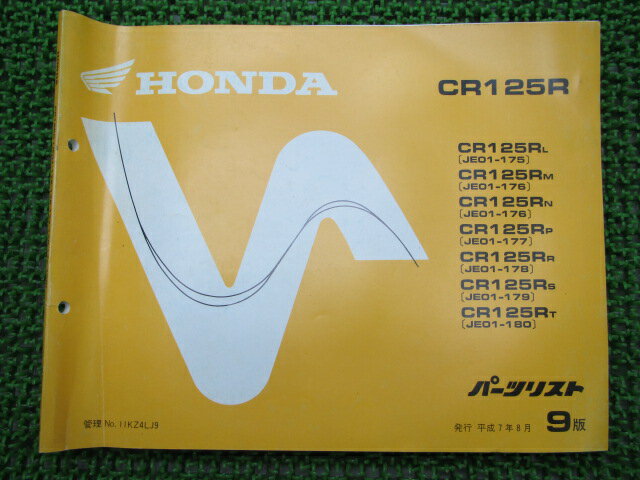 HONDA
CR125R
CR125RL
[JE01-175]
CR125RM
[JE01-176]
CR125RN
[JE01-176]
CR125RP
[JE01-177]
CR125RR
[JE01-178]
CR125RS
[JE01-179]
CR125RT
[JE01-180]
パーツリスト
管理 No. 11KZ4LJ9
発行 平成7年8月 9版